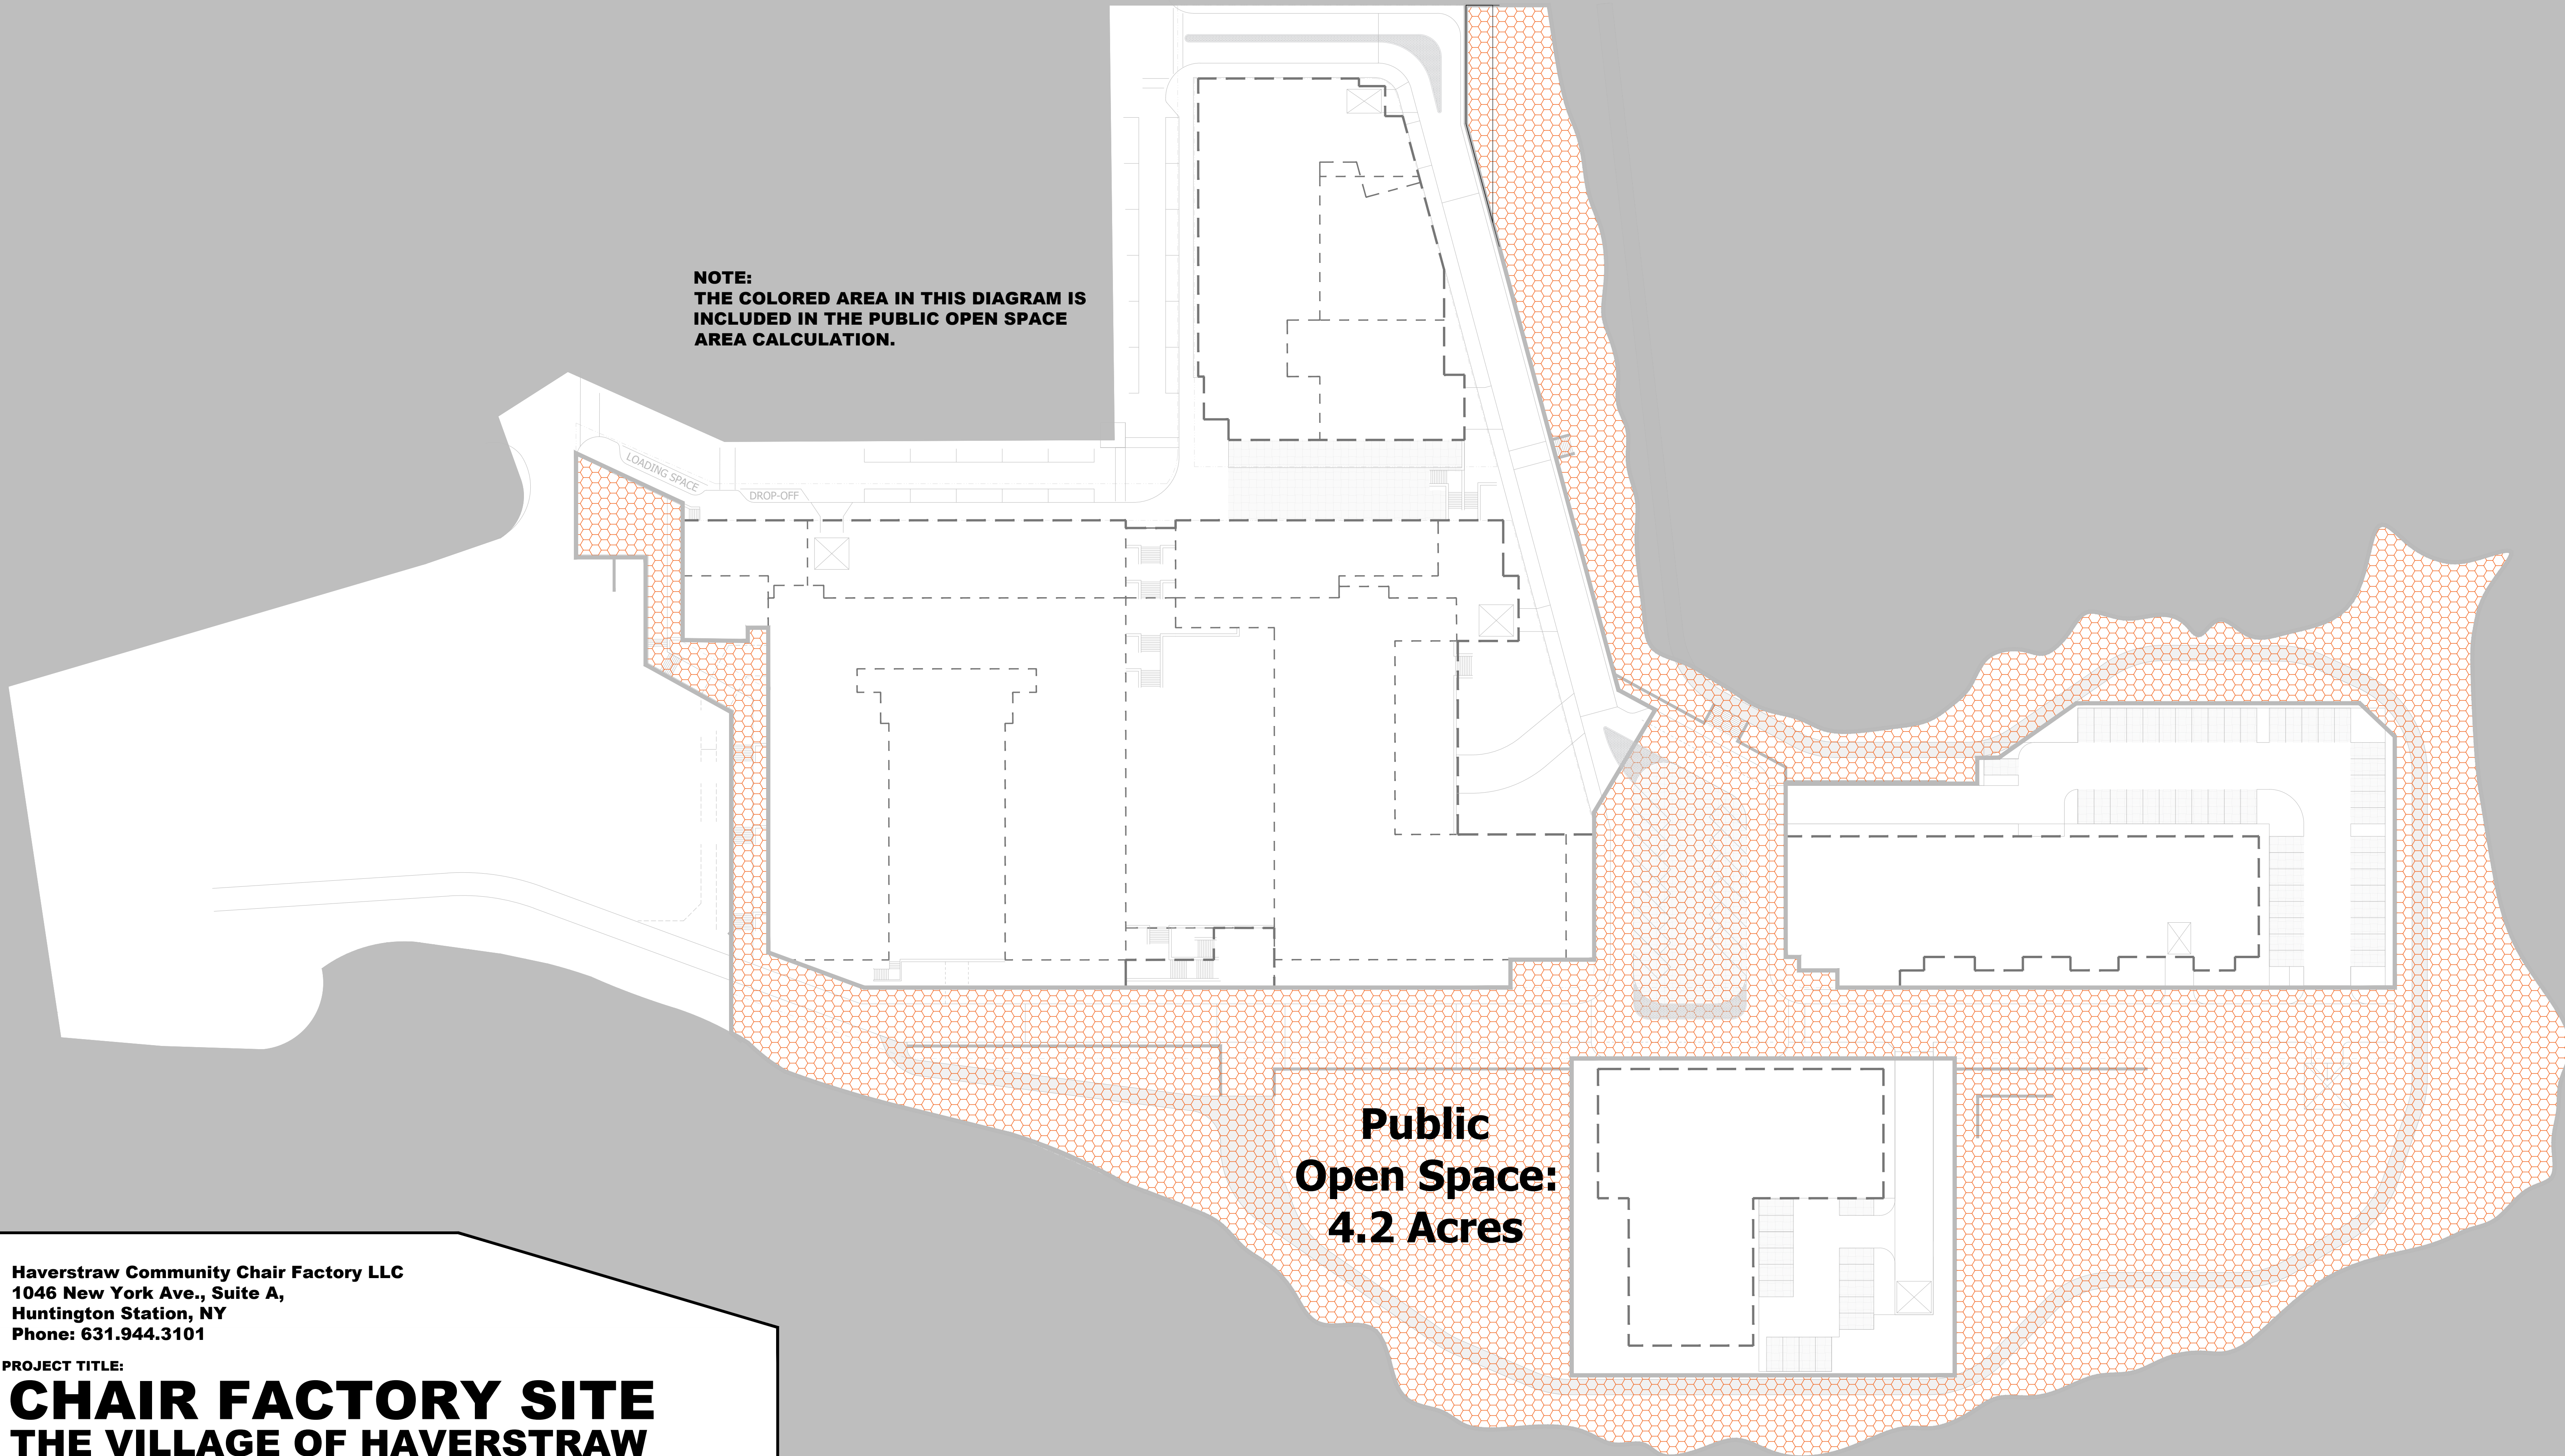 NOTE:
THE COLORED AREA IN THIS DIAGRAM IS
INCLUDED IN THE PUBLIC OPEN SPACE
AREA CALCULATION.
LOADING SPACE
DROP-OFF
Public
Open Space:
4.2 Acres
Haverstraw Community Chair Factory LLC
1046 New York Ave., Suite A,
Huntington Station, NY
Phone: 631.944.3101
PROJECT TITLE:
CHAIR FACTORY SITE
THE VILLAGE OF HAVERSTRAW